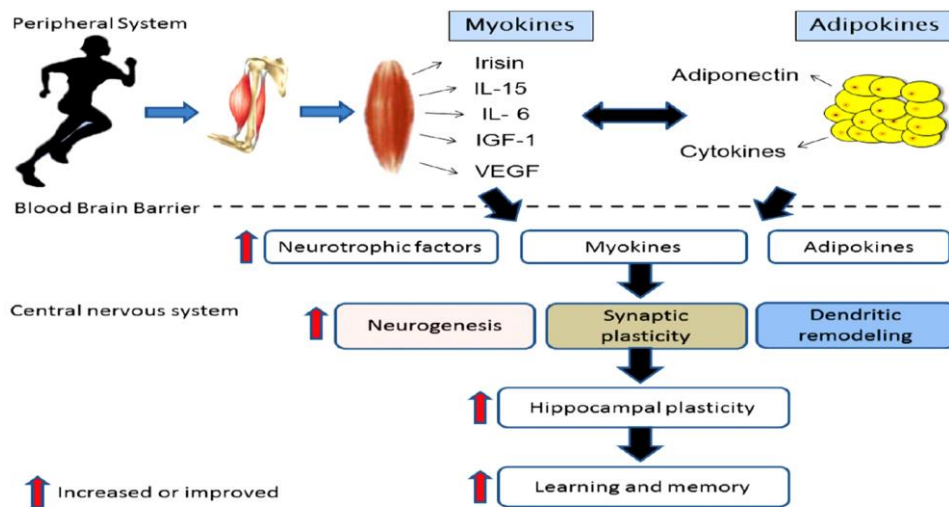 Peripheral System
Myokines
Adipokines
Irisin
IL-15
IL- 6
IGF-1
VEGF
Adiponectin
Cytokines
Blood Brain Barrier
Neurotrophic factors
Myokines
Adipokines
Central nervous system
Neurogenesis
Synaptic
plasticity
Dendritic
remodeling
Hippocampal plasticity
Increased or improved
Learning and memory